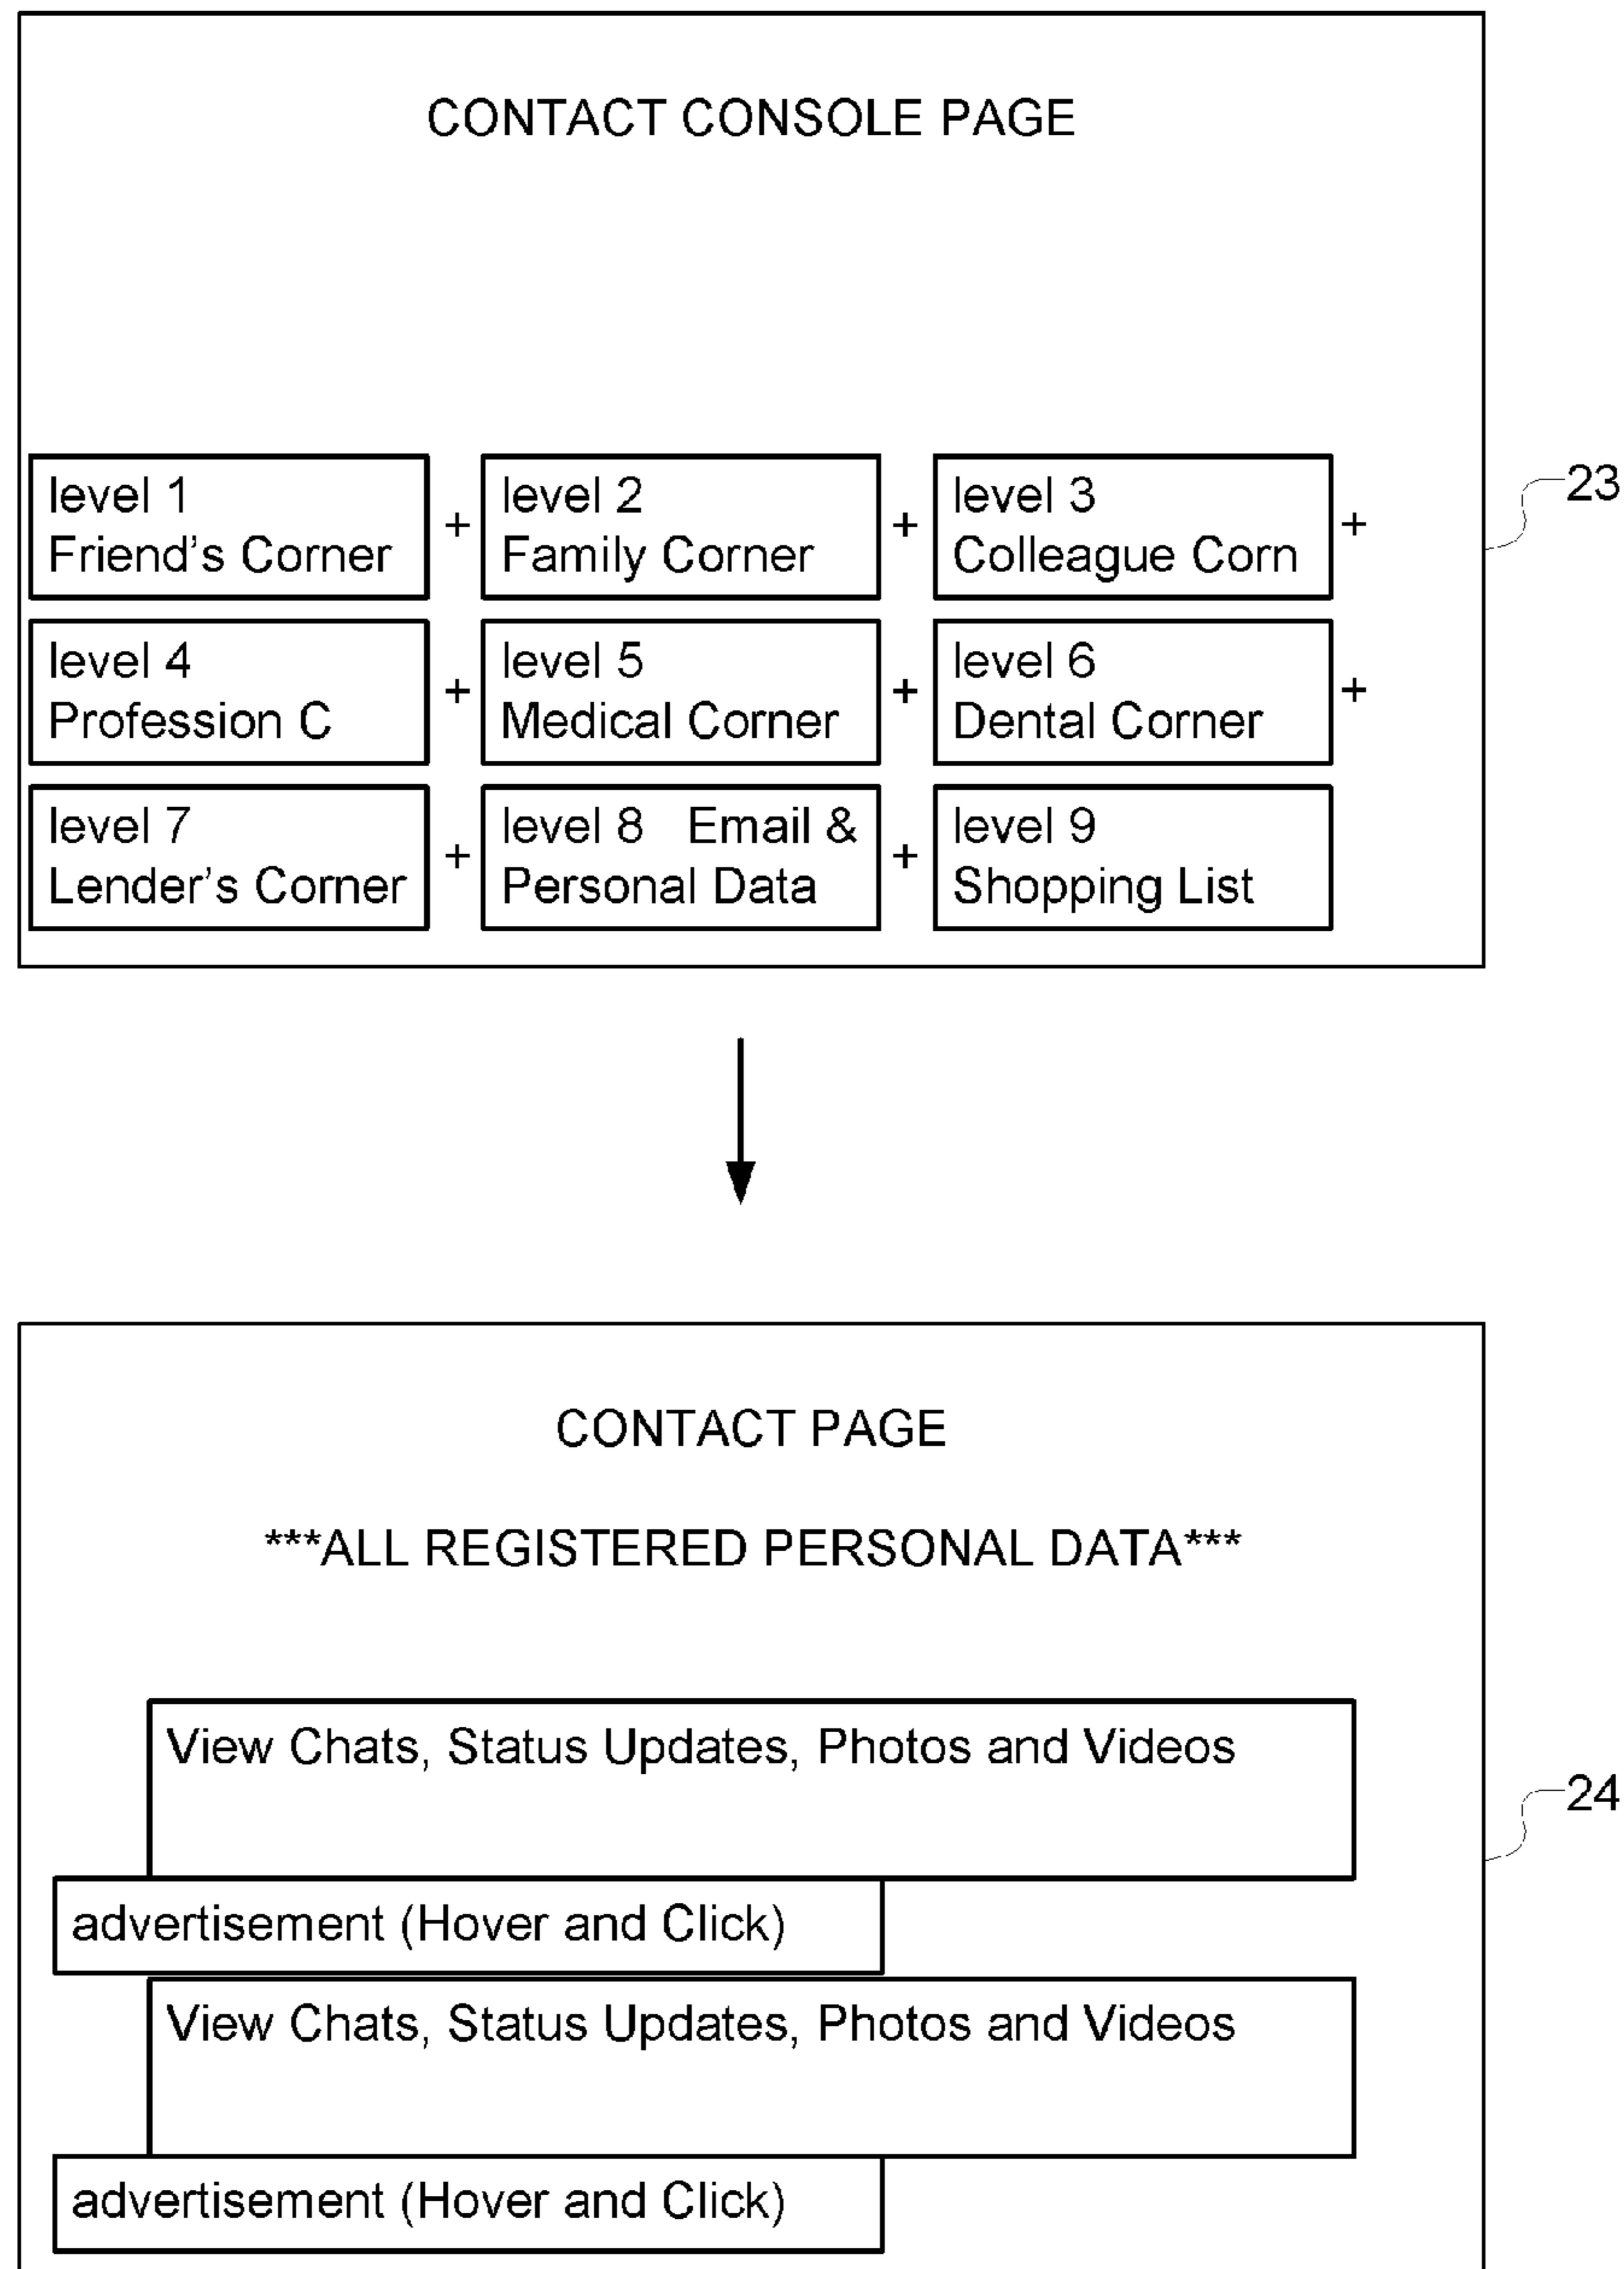 CONTACT CONSOLE PAGE
level 1 + level 2 + level 3 +
Friend's Corner Family Corner Colleague Corn
23
level 4 + level 5 + level 6 +
Profession C Medical Corner Dental Corner
level 7 + level 8 Email & + level 9
Lender's Corner Personal Data Shopping List
CONTACT PAGE
***ALL REGISTERED PERSONAL DATA***
View Chats, Status Updates, Photos and Videos
24
advertisement (Hover and Click)
View Chats, Status Updates, Photos and Videos
advertisement (Hover and Click)